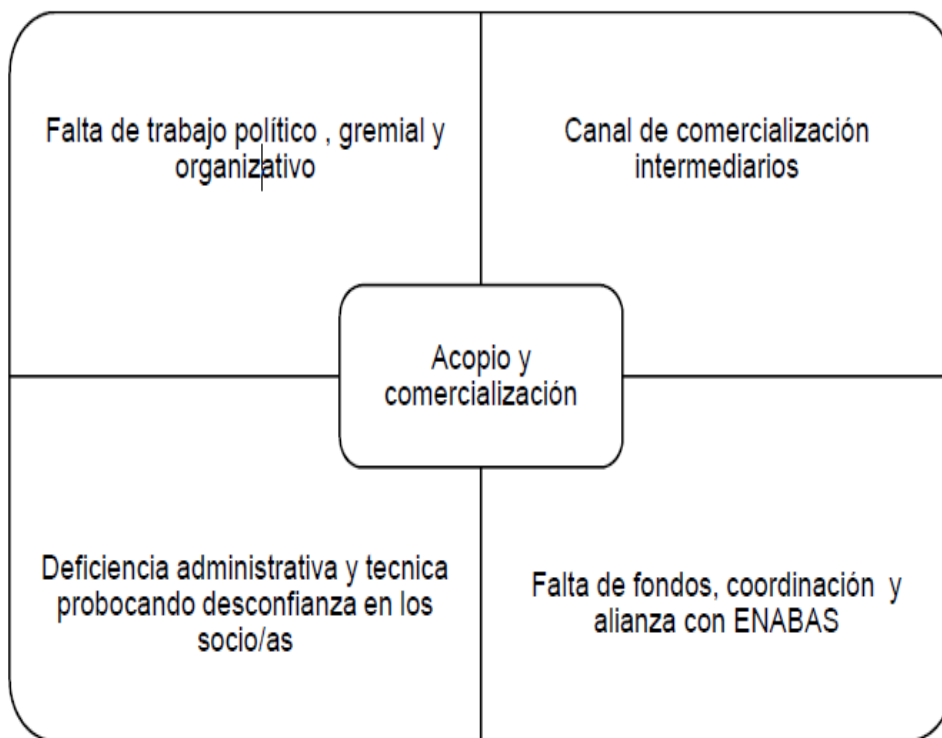 Falta de trabajo político , gremial y
organizativo
Canal de comercialización
intermediarios
Acopio y
comercialización
Deficiencia administrativa y tecnica
probocando desconfianza en los
socio/as
Falta de fondos, coordinación y
alianza con ENABAS